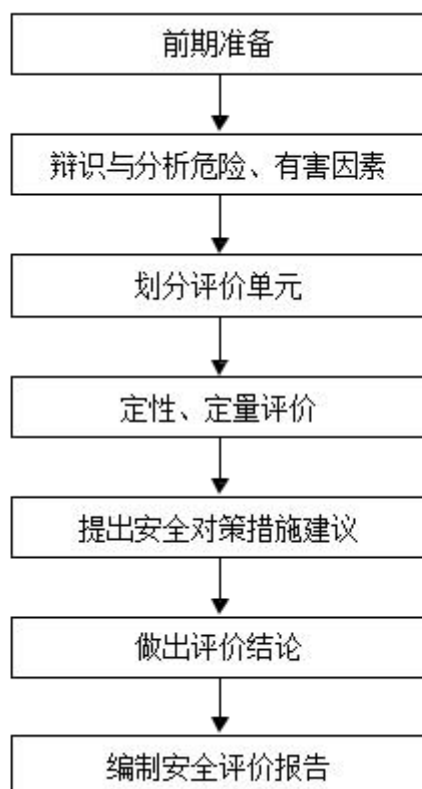 前期准备
辩识与分析危险、有害因素
划分评价单元
定性、定量评价
提出安全对策措施建议
做出评价结论
编制安全评价报告